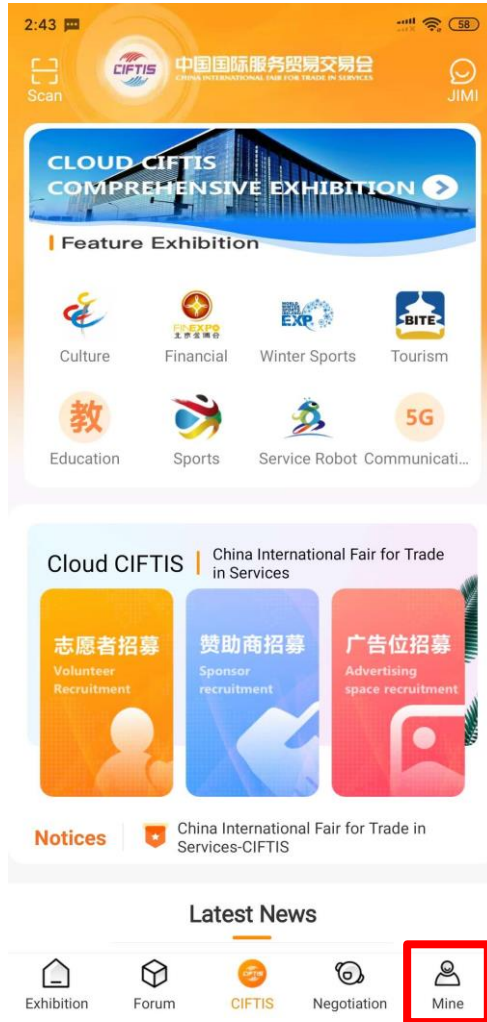 2:43
58
CIFTIS
中国国际服务贸易交易会
CHINA INTERNATIONAL FAIR FOR TRADE IN SERVICES
Scan
JIMI
CLOUD CIFTIS
COMPREHENSIVE EXHIBITION
Feature Exhibition
FINEXPO
北京金博会
WORLD WINTER SPORTS
EXPO
BITE
Culture
Financial
Winter Sports
Tourism
教
5G
Education
Sports
Service Robot
Communicati...
Cloud CIFTIS
China International Fair for Trade
in Services
志愿者招募
Volunteer
Recruitment
赞助商招募
Sponsor
recruitment
广告位招募
Advertising
space recruitment
Notices
China International Fair for Trade in
Services-CIFTIS
Latest News
Exhibition
Forum
CIFTIS
CIFTIS
Negotiation
Mine